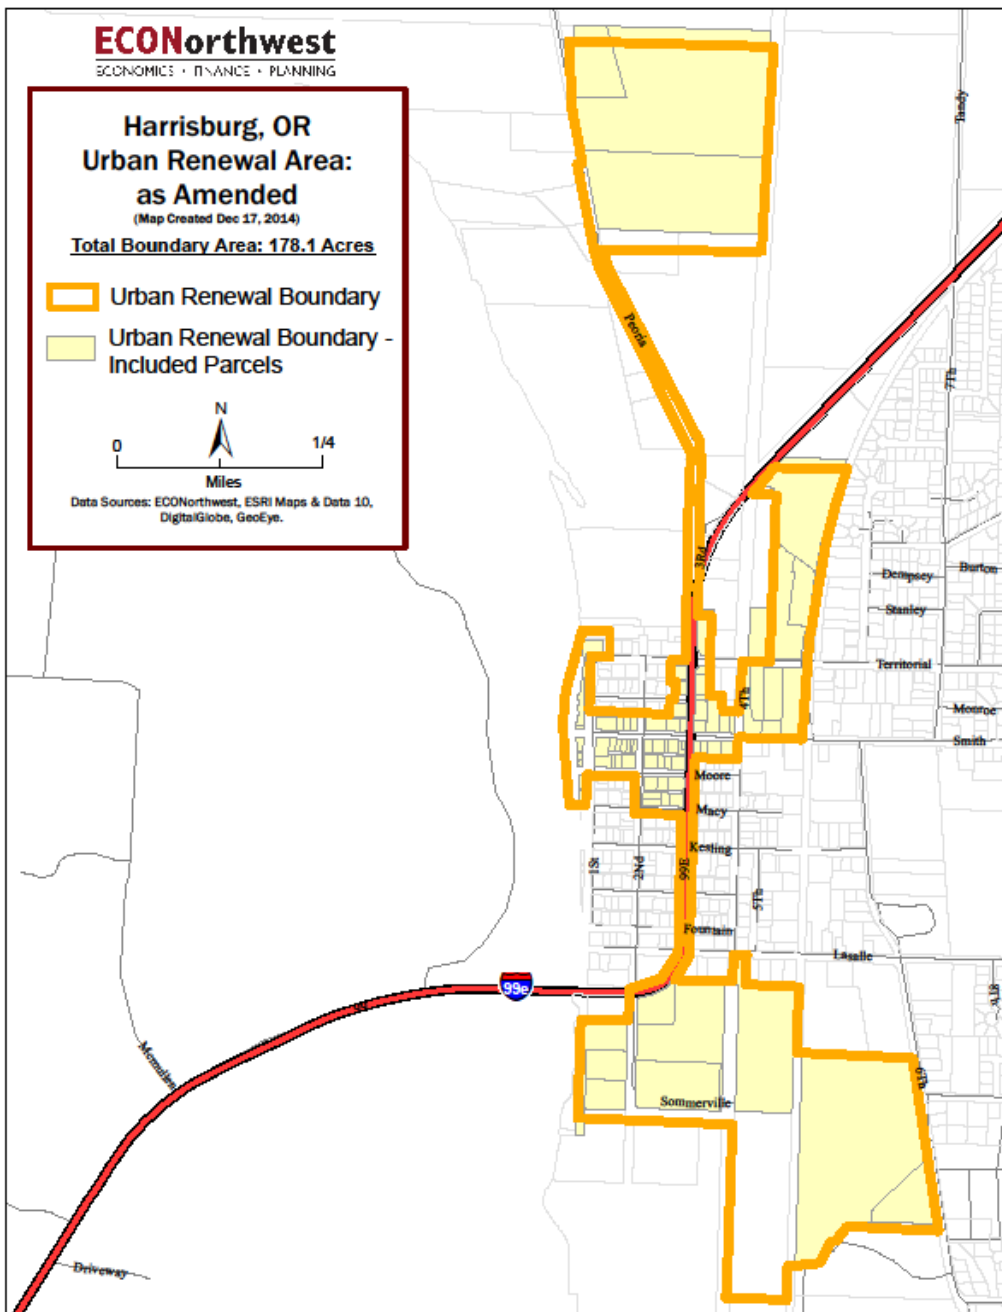 ECONorthwest
ECONOMICS • FINANCE • PLANNING
Harrisburg, OR
Urban Renewal Area:
as Amended
(Map Created Dec 17, 2014)
Total Boundary Area: 178.1 Acres
Urban Renewal Boundary
Urban Renewal Boundary -
Included Parcels
N
0 1/4
Miles
Data Sources: ECONorthwest, ESRI Maps & Data 10,
DigitalGlobe, GeoEye.
Tandy
Peoria
7Th
3Rd
Dempsey
Burton
Stanley
Territorial
4Th
Monroe
Smith
Moore
Macy
Kesling
1St
2Nd
99E
5Th
Fountain
Lasalle
99e
9Th
Mcmullen
6Th
Sommerville
Driveway